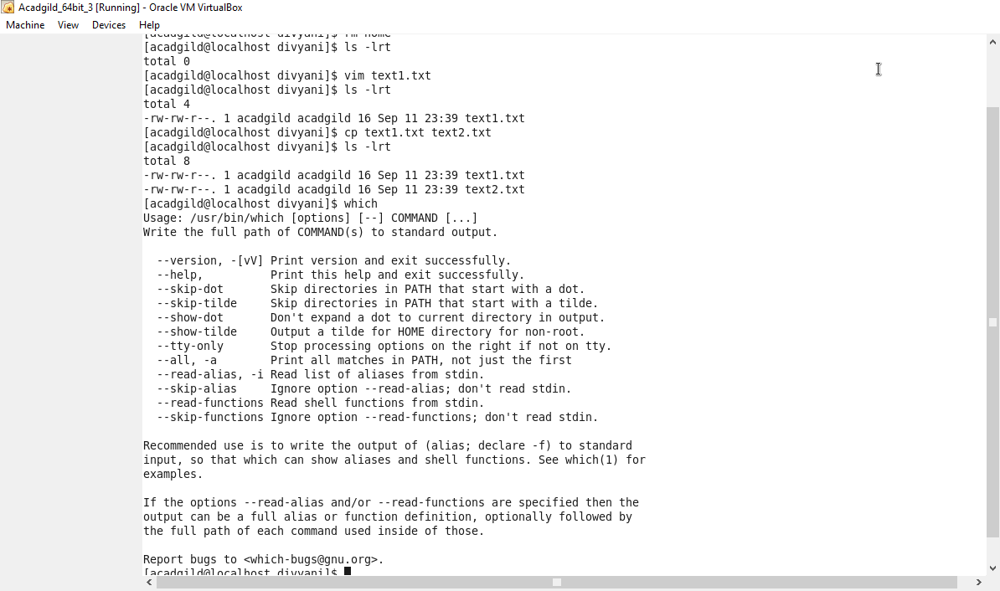 Acadgild_64bit_3 [Running] - Oracle VM VirtualBox
Machine View Devices Help
[acadgild@localhost divyani]$ rm home
[acadgild@localhost divyani]$ ls -lrt
total 0
[acadgild@localhost divyani]$ vim text1.txt
[acadgild@localhost divyani]$ ls -lrt
total 4
-rw-rw-r--. 1 acadgild acadgild 16 Sep 11 23:39 text1.txt
[acadgild@localhost divyani]$ cp text1.txt text2.txt
[acadgild@localhost divyani]$ ls -lrt
total 8
-rw-rw-r--. 1 acadgild acadgild 16 Sep 11 23:39 text1.txt
-rw-rw-r--. 1 acadgild acadgild 16 Sep 11 23:39 text2.txt
[acadgild@localhost divyani]$ which
Usage: /usr/bin/which [options] [--] COMMAND [...]
Write the full path of COMMAND(s) to standard output.
--version, -[vV] Print version and exit successfully.
--help, Print this help and exit successfully.
--skip-dot Skip directories in PATH that start with a dot.
--skip-tilde Skip directories in PATH that start with a tilde.
--show-dot Don't expand a dot to current directory in output.
--show-tilde Output a tilde for HOME directory for non-root.
--tty-only Stop processing options on the right if not on tty.
--all, -a Print all matches in PATH, not just the first
--read-alias, -i Read list of aliases from stdin.
--skip-alias Ignore option --read-alias; don't read stdin.
--read-functions Read shell functions from stdin.
--skip-functions Ignore option --read-functions; don't read stdin.
Recommended use is to write the output of (alias; declare -f) to standard
input, so that which can show aliases and shell functions. See which(1) for
examples.
If the options --read-alias and/or --read-functions are specified then the
output can be a full alias or function definition, optionally followed by
the full path of each command used inside of those.
Report bugs to <which-bugs@gnu.org>.
[acadgild@localhost divyani]$